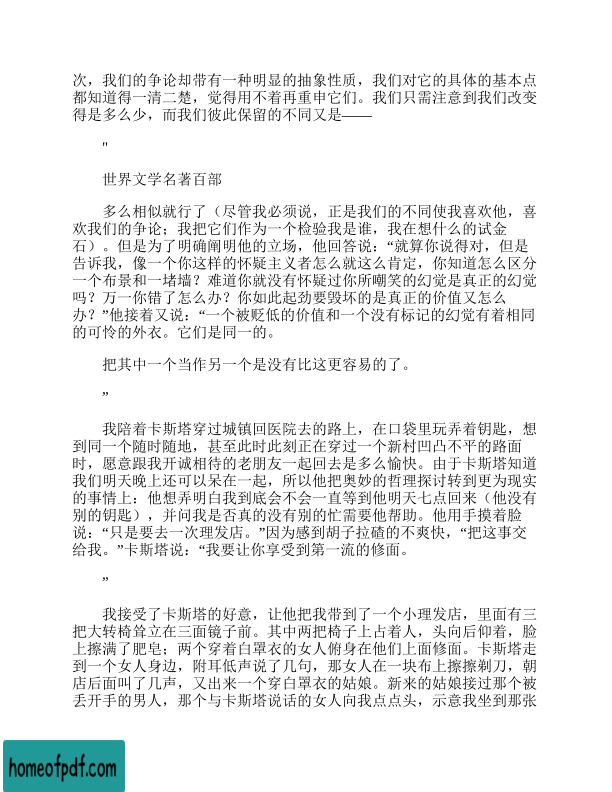 次，我们的争论却带有一种明显的抽象性质，我们对它的具体的基本点
都知道得一清二楚，觉得用不着再重申它们。我们只需注意到我们改变
得是多么少，而我们彼此保留的不同又是——
"
世界文学名著百部
多么相似就行了（尽管我必须说，正是我们的不同使我喜欢他，喜
欢我们的争论；我把它们作为一个检验我是谁，我在想什么的试金
石）。但是为了明确阐明他的立场，他回答说：“就算你说得对，但是
告诉我，像一个你这样的怀疑主义者怎么就这么肯定，你知道怎么区分
一个布景和一堵墙？难道你就没有怀疑过你所嘲笑的幻觉是真正的幻觉
吗？万一你错了怎么办？你如此起劲要毁坏的是真正的价值又怎么
办？”他接着又说：“一个被贬低的价值和一个没有标记的幻觉有着相同
的可怜的外衣。它们是同一的。
把其中一个当作另一个是没有比这更容易的了。
”
我陪着卡斯塔穿过城镇回医院去的路上，在口袋里玩弄着钥匙，想
到同一个随时随地，甚至此时此刻正在穿过一个新村凹凸不平的路面
时，愿意跟我开诚相待的老朋友一起回去是多么愉快。由于卡斯塔知道
我们明天晚上还可以呆在一起，所以他把奥妙的哲理探讨转到更为现实
的事情上：他想弄明白我到底会不会一直等到他明天七点回来（他没有
别的钥匙），并问我是否真的没有别的忙需要他帮助。他用手摸着脸
说：“只是要去一次理发店。”因为感到胡子拉碴的不爽快，“把这事交
给我。”卡斯塔说：“我要让你享受到第一流的修面。
”
我接受了卡斯塔的好意，让他把我带到了一个小理发店，里面有三
把大转椅耸立在三面镜子前。其中两把椅子上占着人，头向后仰着，脸
上擦满了肥皂；两个穿着白罩衣的女人俯身在他们上面修面。卡斯塔走
到一个女人身边，附耳低声说了几句，那女人在一块布上擦擦剃刀，朝
店后面叫了几声，又出来一个穿白罩衣的姑娘。新来的姑娘接过那个被
丢开手的男人，那个与卡斯塔说话的女人向我点点头，示意我坐到那张
homeofpdf.com